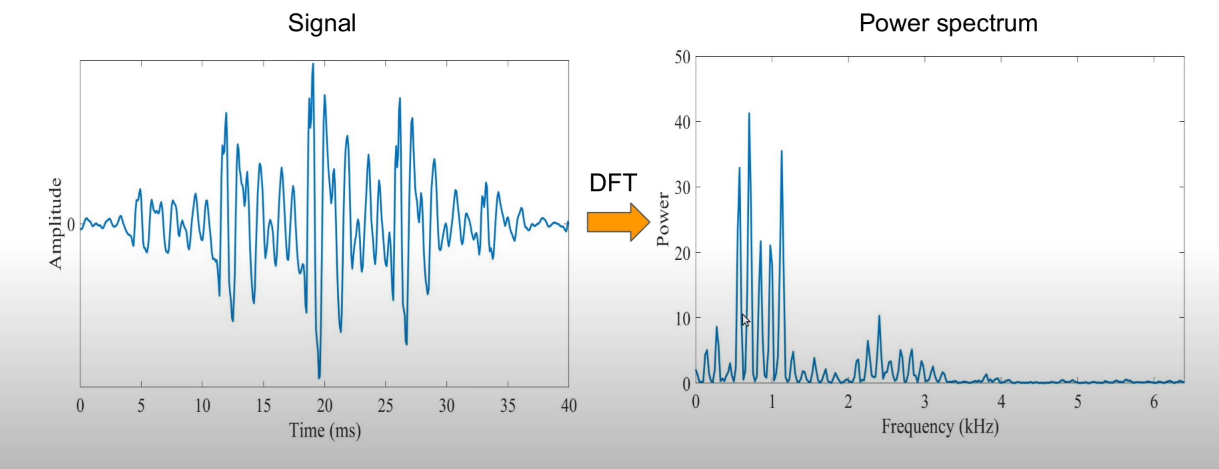 Signal
Amplitude
0
0 5 10 15 20 25 30 35 40
Time (ms)
DFT
Power spectrum
Power
50
40
30
20
10
0
0 1 2 3 4 5 6
Frequency (kHz)